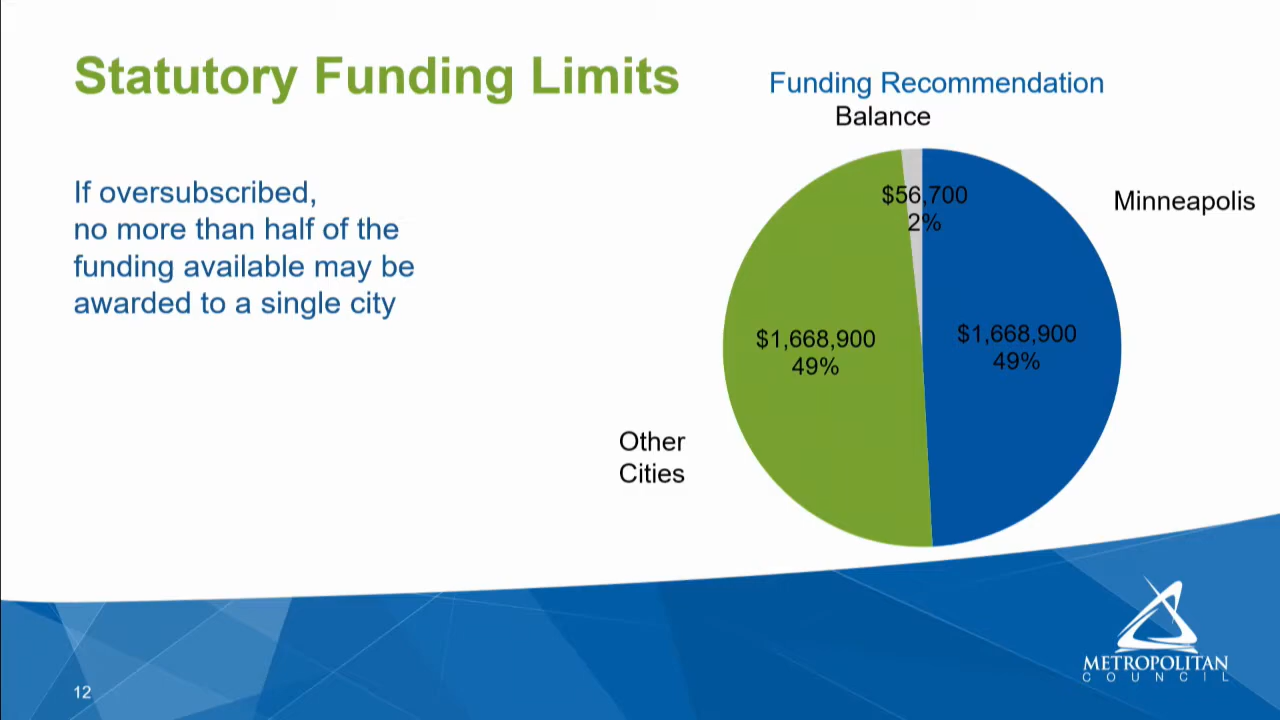 Statutory Funding Limits
If oversubscribed,
no more than half of the
funding available may be
awarded to a single city
Funding Recommendation
Balance
$56,700
2%
Minneapolis
$1,668,900
49%
$1,668,900
49%
Other
Cities
12
METROPOLITAN
COUNCIL